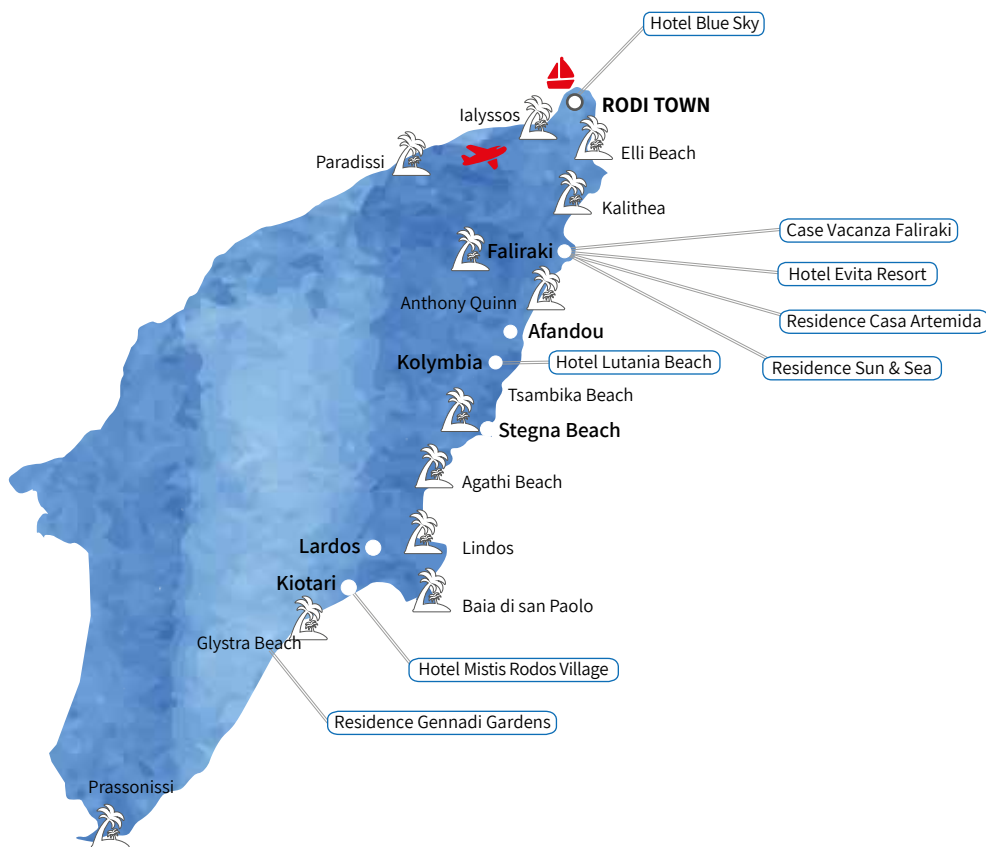 Hotel Blue Sky
RODI TOWN
Ialyssos
Elli Beach
Paradissi
Kalithea
Case Vacanza Faliraki
Faliraki
Hotel Evita Resort
Anthony Quinn
Residence Casa Artemida
Afandou
Kolymbia
Hotel Lutania Beach
Residence Sun & Sea
Tsambika Beach
Stegna Beach
Agathi Beach
Lardos
Lindos
Kiotari
Baia di san Paolo
Glystra Beach
Hotel Mistis Rodos Village
Residence Gennadi Gardens
Prassonissi